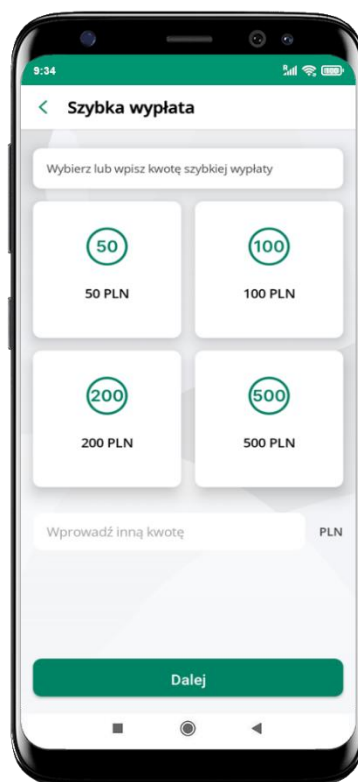 9:34
Szybka wypłata
Wybierz lub wpisz kwotę szybkiej wypłaty
50
100
50 PLN
100 PLN
200
500
200 PLN
500 PLN
Wprowadź inną kwotę
PLN
Dalej